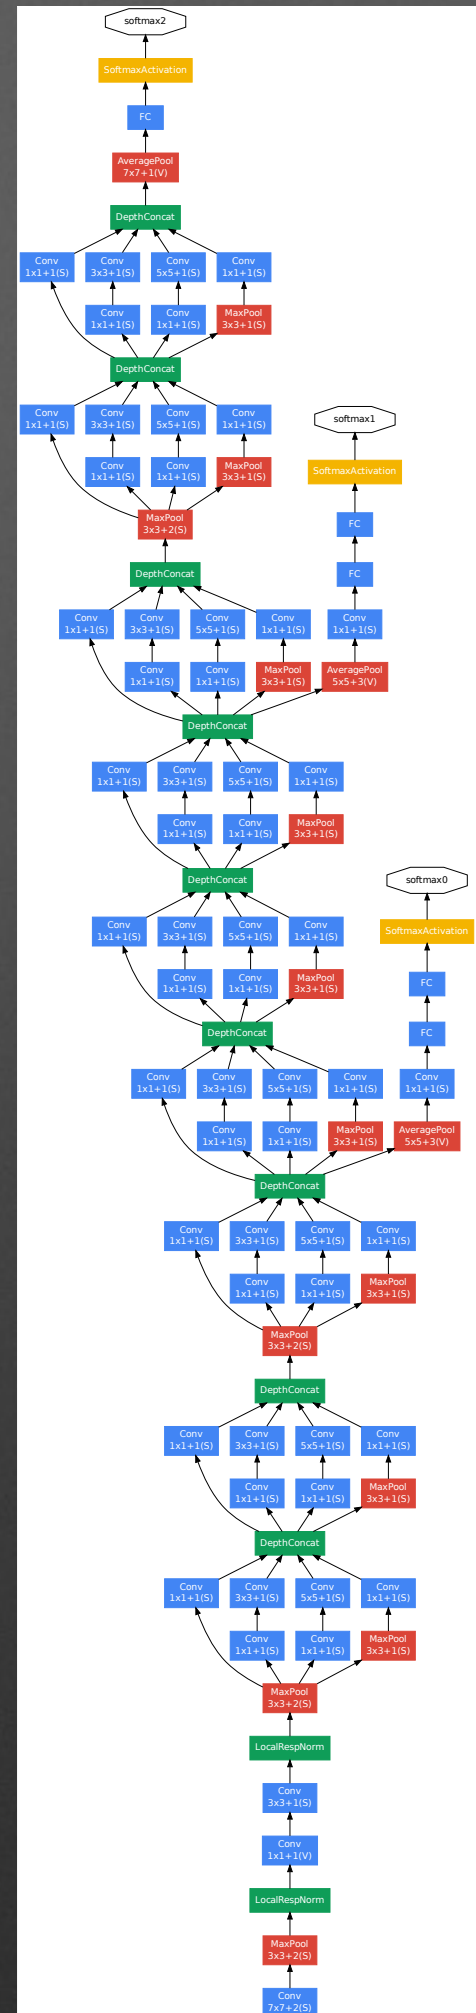 softmax2
SoftmaxActivation
FC
AveragePool
7x7+1(V)
DepthConcat
Conv Conv Conv Conv
1x1+1(S) 3x3+1(S) 5x5+1(S) 1x1+1(S)
Conv Conv MaxPool
1x1+1(S) 1x1+1(S) 3x3+1(S)
DepthConcat
Conv Conv Conv Conv
1x1+1(S) 3x3+1(S) 5x5+1(S) 1x1+1(S)
softmax1
Conv Conv MaxPool
1x1+1(S) 1x1+1(S) 3x3+1(S)
SoftmaxActivation
MaxPool
3x3+2(S)
FC
DepthConcat
FC
Conv Conv Conv Conv Conv
1x1+1(S) 3x3+1(S) 5x5+1(S) 1x1+1(S) 1x1+1(S)
Conv Conv MaxPool AveragePool
1x1+1(S) 1x1+1(S) 3x3+1(S) 5x5+3(V)
DepthConcat
Conv Conv Conv Conv
1x1+1(S) 3x3+1(S) 5x5+1(S) 1x1+1(S)
Conv Conv MaxPool
1x1+1(S) 1x1+1(S) 3x3+1(S)
DepthConcat
softmax0
Conv Conv Conv Conv
1x1+1(S) 3x3+1(S) 5x5+1(S) 1x1+1(S)
SoftmaxActivation
Conv Conv MaxPool
1x1+1(S) 1x1+1(S) 3x3+1(S)
FC
DepthConcat
FC
Conv Conv Conv Conv Conv
1x1+1(S) 3x3+1(S) 5x5+1(S) 1x1+1(S) 1x1+1(S)
Conv Conv MaxPool AveragePool
1x1+1(S) 1x1+1(S) 3x3+1(S) 5x5+3(V)
DepthConcat
Conv Conv Conv Conv
1x1+1(S) 3x3+1(S) 5x5+1(S) 1x1+1(S)
Conv Conv MaxPool
1x1+1(S) 1x1+1(S) 3x3+1(S)
MaxPool
3x3+2(S)
DepthConcat
Conv Conv Conv Conv
1x1+1(S) 3x3+1(S) 5x5+1(S) 1x1+1(S)
Conv Conv MaxPool
1x1+1(S) 1x1+1(S) 3x3+1(S)
DepthConcat
Conv Conv Conv Conv
1x1+1(S) 3x3+1(S) 5x5+1(S) 1x1+1(S)
Conv Conv MaxPool
1x1+1(S) 1x1+1(S) 3x3+1(S)
MaxPool
3x3+2(S)
LocalRespNorm
Conv
3x3+1(S)
Conv
1x1+1(V)
LocalRespNorm
MaxPool
3x3+2(S)
Conv
7x7+2(S)